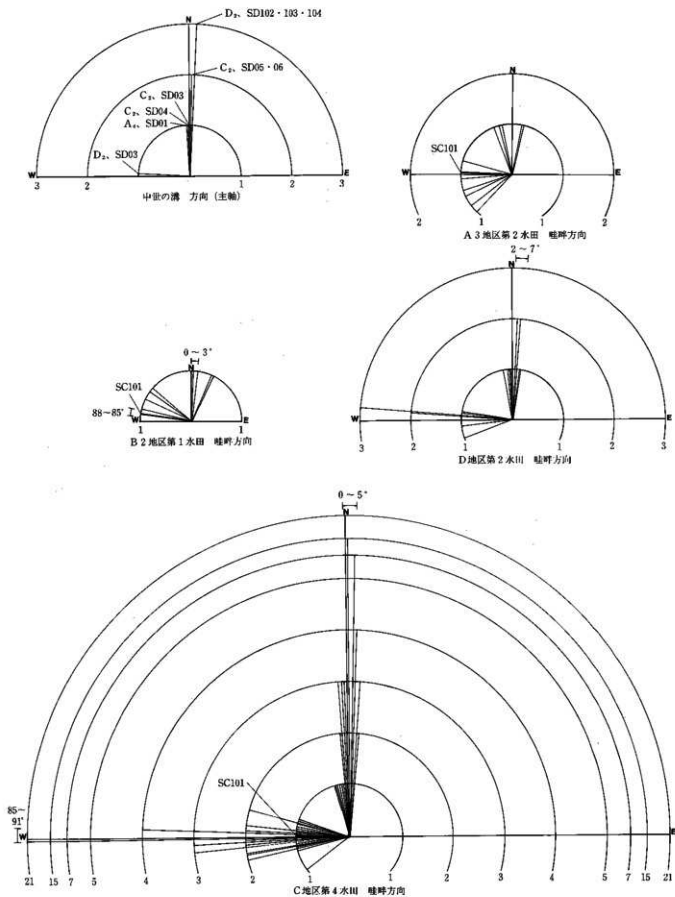 N
D₂、SD102・103・104
C₂、SD05・06
C₂、SD03
C₂、SD04
A₄、SD01
D₂、SD03
W E
3 2 1 1 2 3
中世の溝 方向（主軸）
N
SC101
W E
2 1 1 2
A3地区第2水田 畦畔方向
0～3°
N
SC101
88～85°
W E
1 1
B2地区第1水田 畦畔方向
2～7°
N
W E
3 2 1 1 2 3
D地区第2水田 畦畔方向
0～5°
N
SC101
85～
91°
W E
21 15 7 5 4 3 2 1 1 2 3 4 5 7 15 21
C地区第4水田 畦畔方向